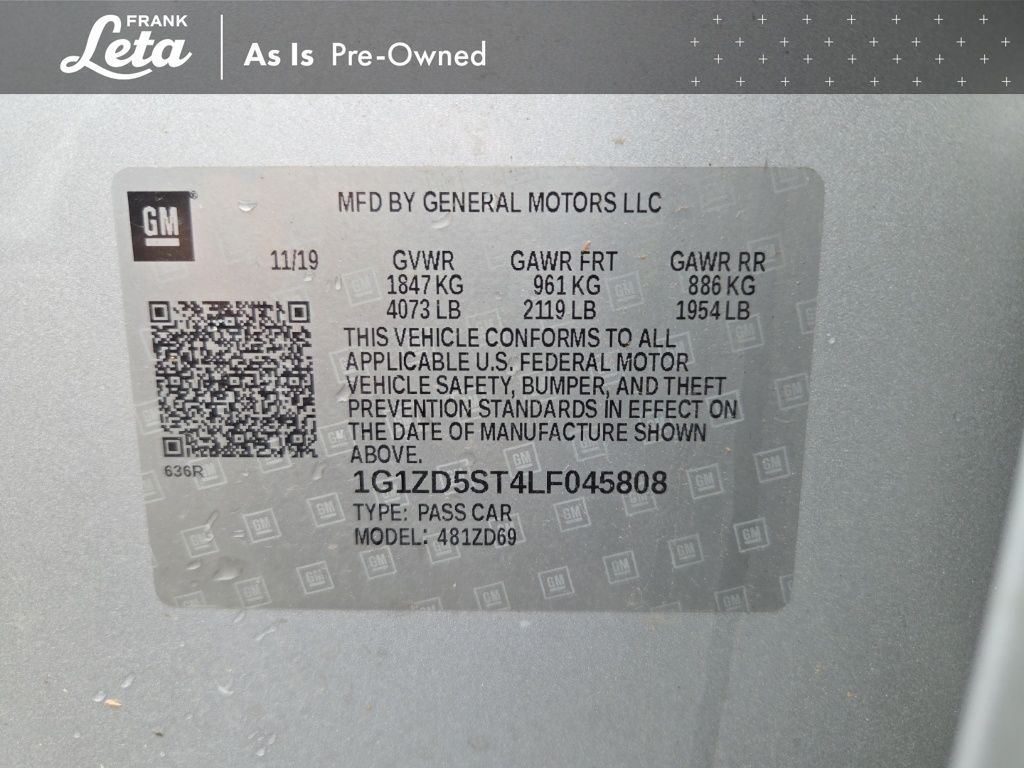 FRANK
Leta
As Is Pre-Owned
GM
MFD BY GENERAL MOTORS LLC
11/19 GVWR GAWR FRT GAWR RR
1847 KG 961 KG 886 KG
4073 LB 2119 LB 1954 LB
THIS VEHICLE CONFORMS TO ALL
APPLICABLE U.S. FEDERAL MOTOR
VEHICLE SAFETY, BUMPER, AND THEFT
PREVENTION STANDARDS IN EFFECT ON
THE DATE OF MANUFACTURE SHOWN
ABOVE.
636R
1G1ZD5ST4LF045808
TYPE: PASS CAR
MODEL: 481ZD69